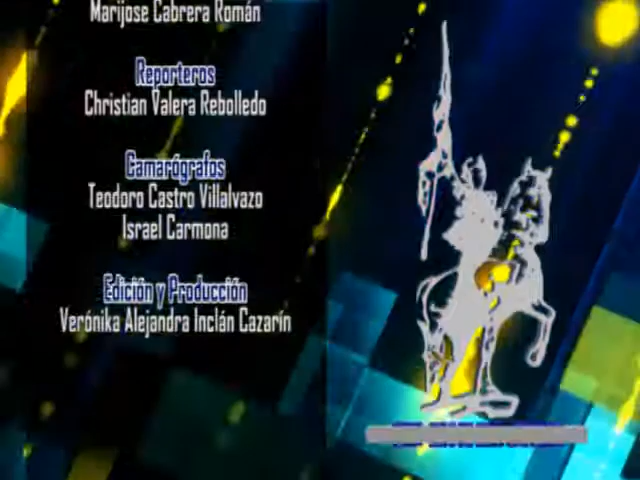 Marijose Cabrera Román
Reporteros
Christian Valera Rebolledo
Camarógrafos
Teodoro Castro Villalvazo
Israel Carmona
Edición y Producción
Verónika Alejandra Inclán Cazarín